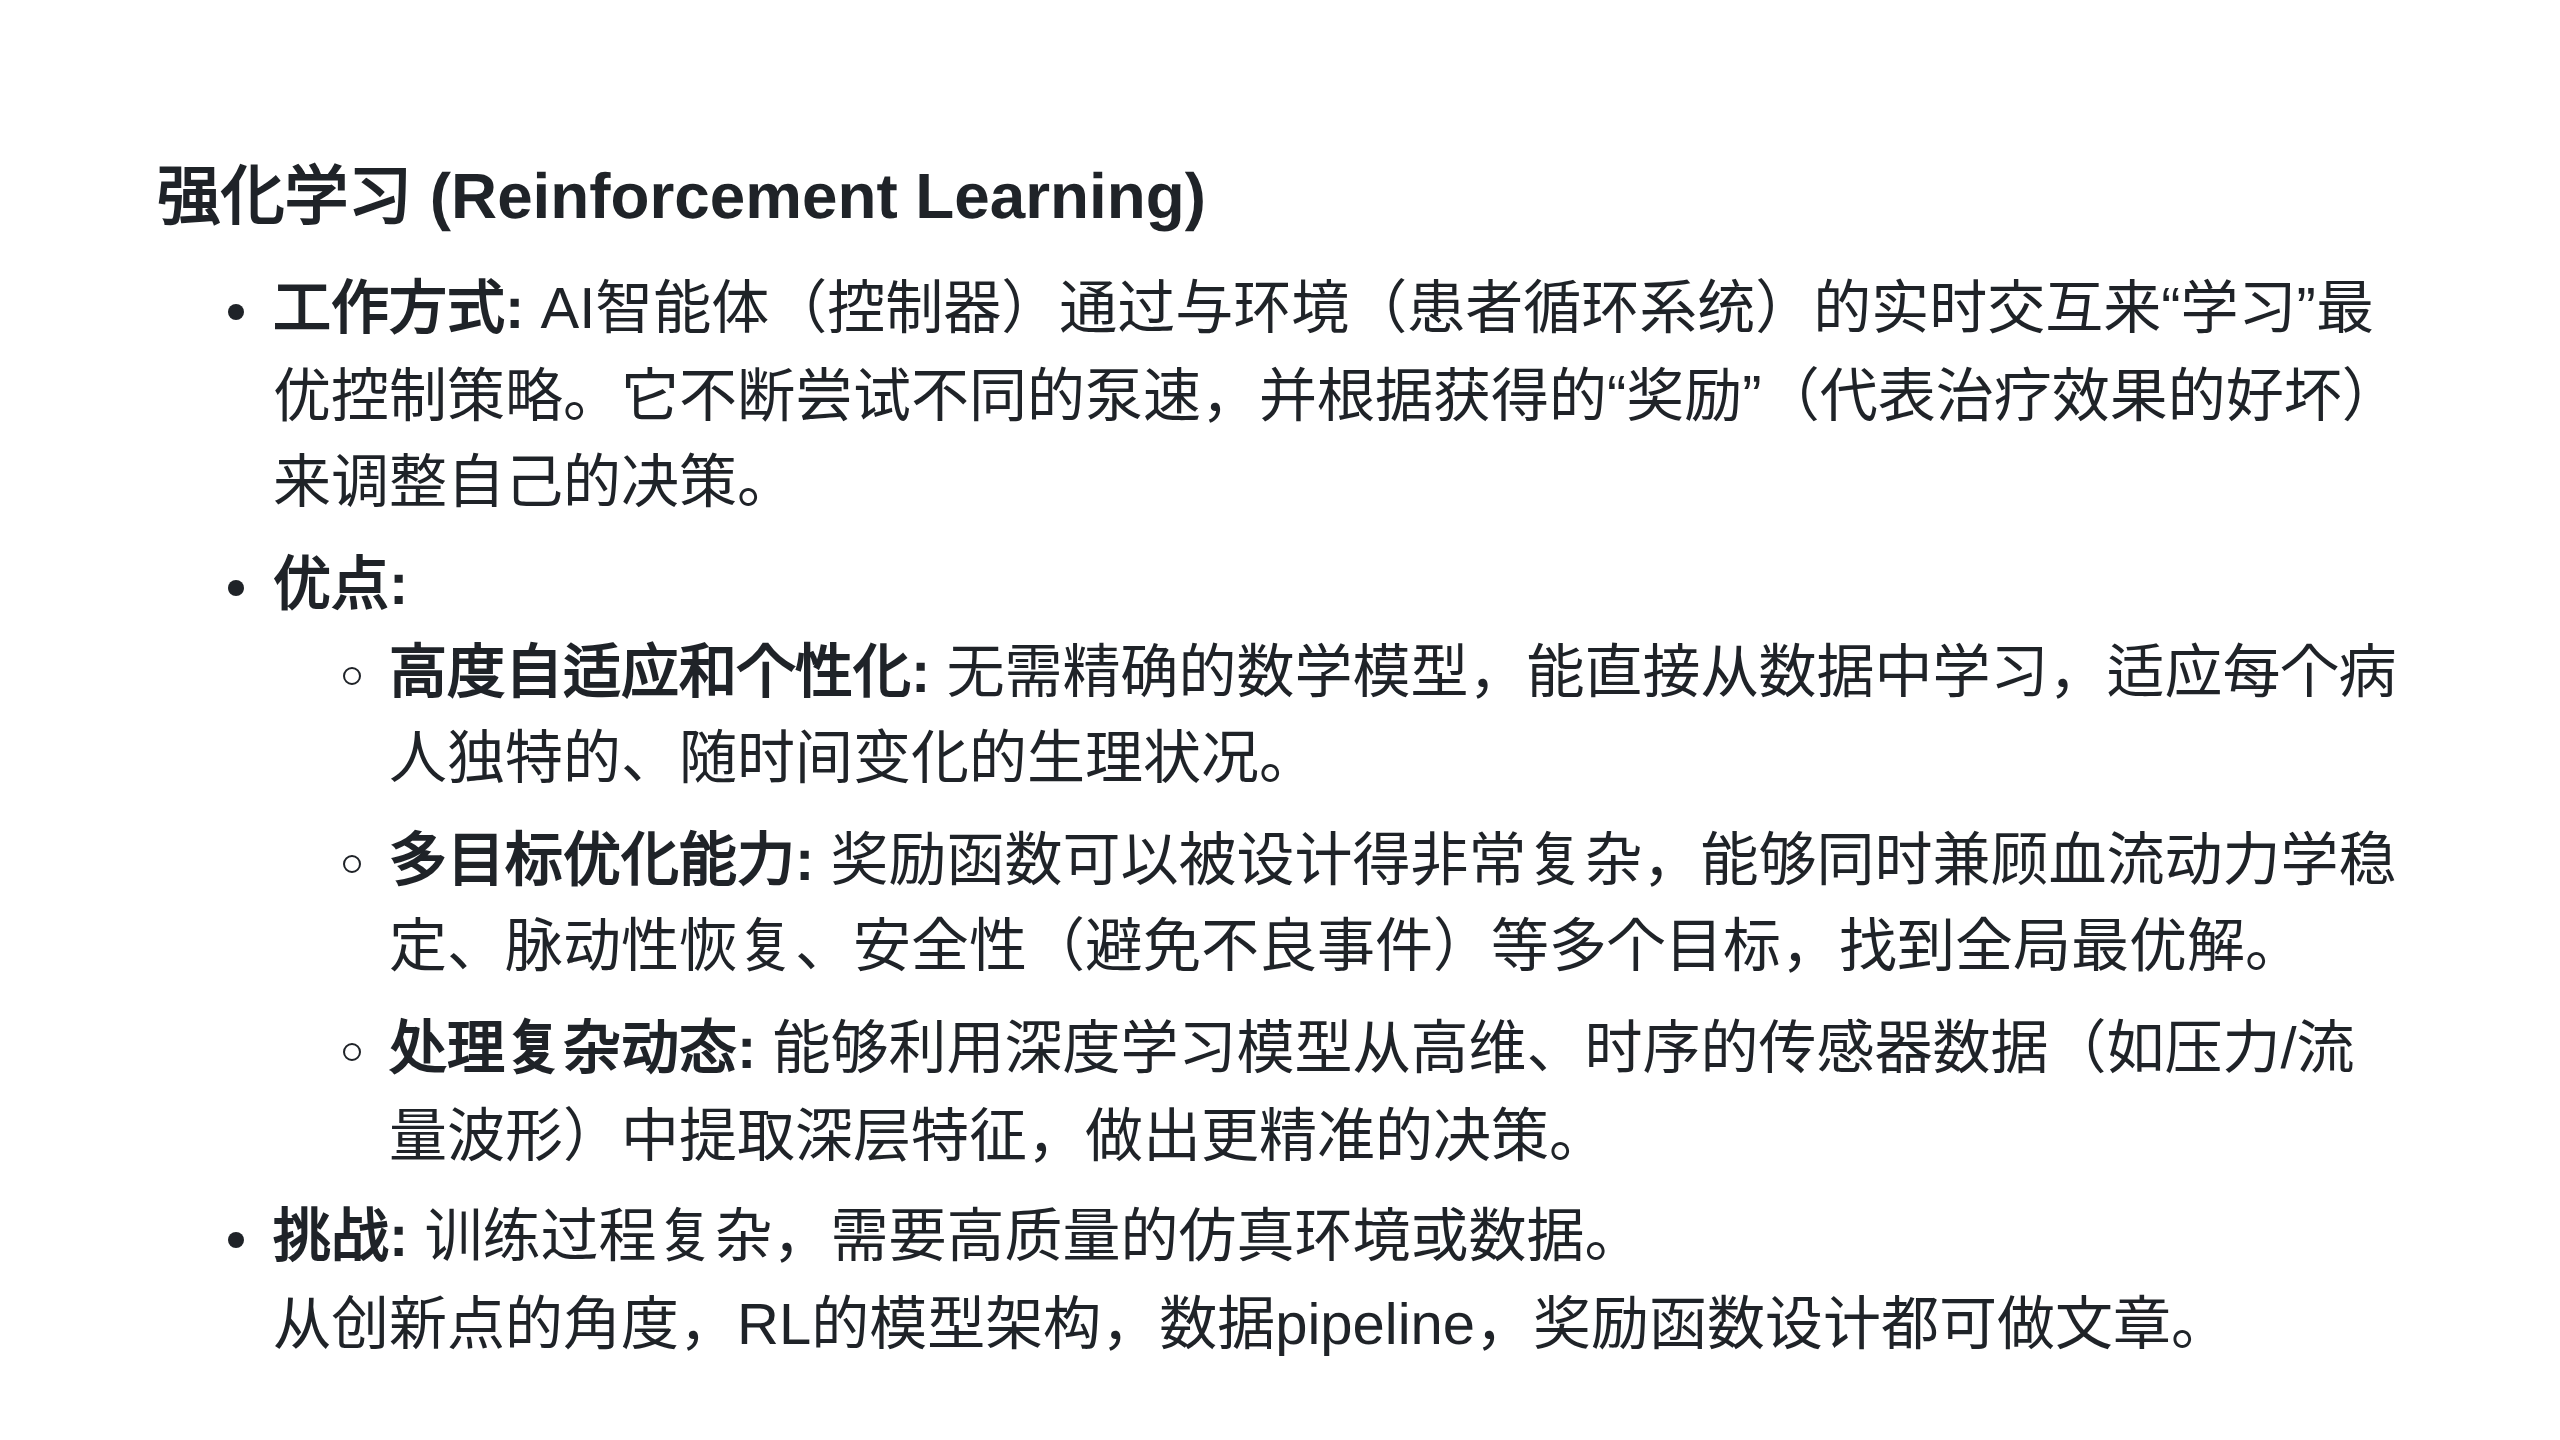 强化学习 (Reinforcement Learning)
• 工作方式: AI智能体（控制器）通过与环境（患者循环系统）的实时交互来“学习”最
优控制策略。它不断尝试不同的泵速，并根据获得的“奖励”（代表治疗效果的好坏）
来调整自己的决策。
• 优点:
◦ 高度自适应和个性化: 无需精确的数学模型，能直接从数据中学习，适应每个病
人独特的、随时间变化的生理状况。
◦ 多目标优化能力: 奖励函数可以被设计得非常复杂，能够同时兼顾血流动力学稳
定、脉动性恢复、安全性（避免不良事件）等多个目标，找到全局最优解。
◦ 处理复杂动态: 能够利用深度学习模型从高维、时序的传感器数据（如压力/流
量波形）中提取深层特征，做出更精准的决策。
• 挑战: 训练过程复杂，需要高质量的仿真环境或数据。
从创新点的角度，RL的模型架构，数据pipeline，奖励函数设计都可做文章。